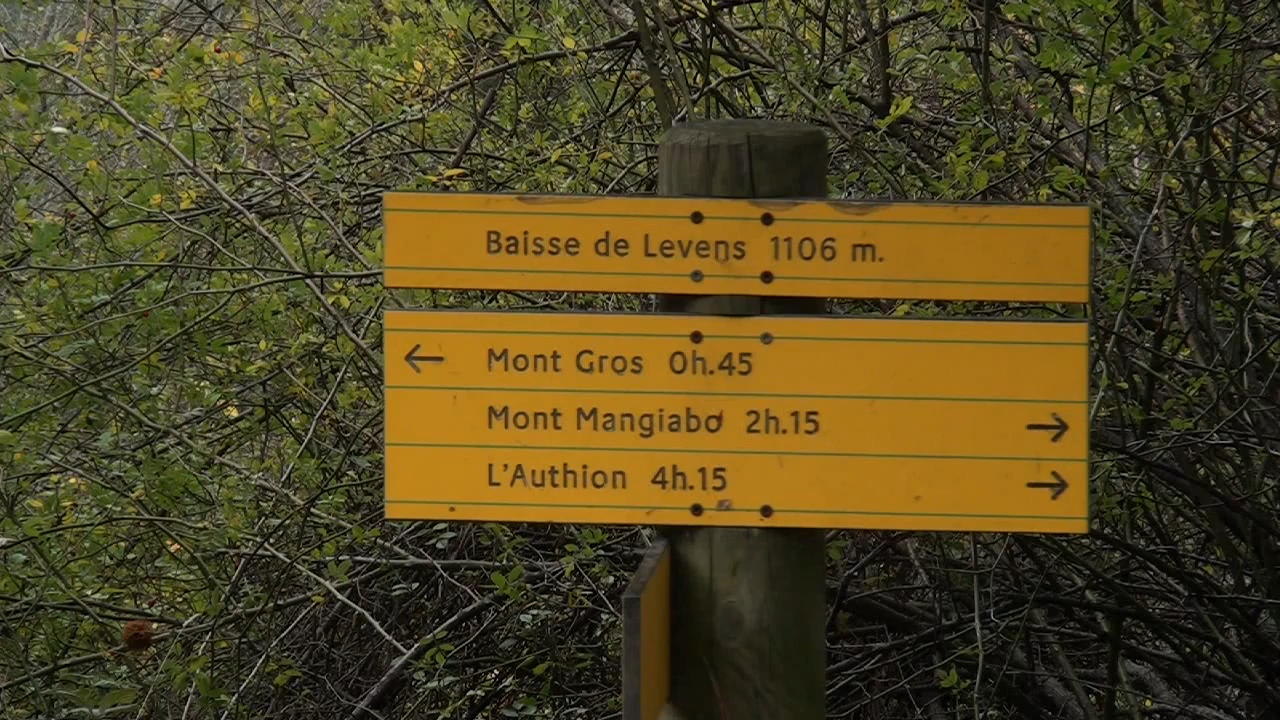 Baisse de Levens 1106 m.
← Mont Gros 0h.45
Mont Mangiabo 2h.15 →
L'Authion 4h.15 →